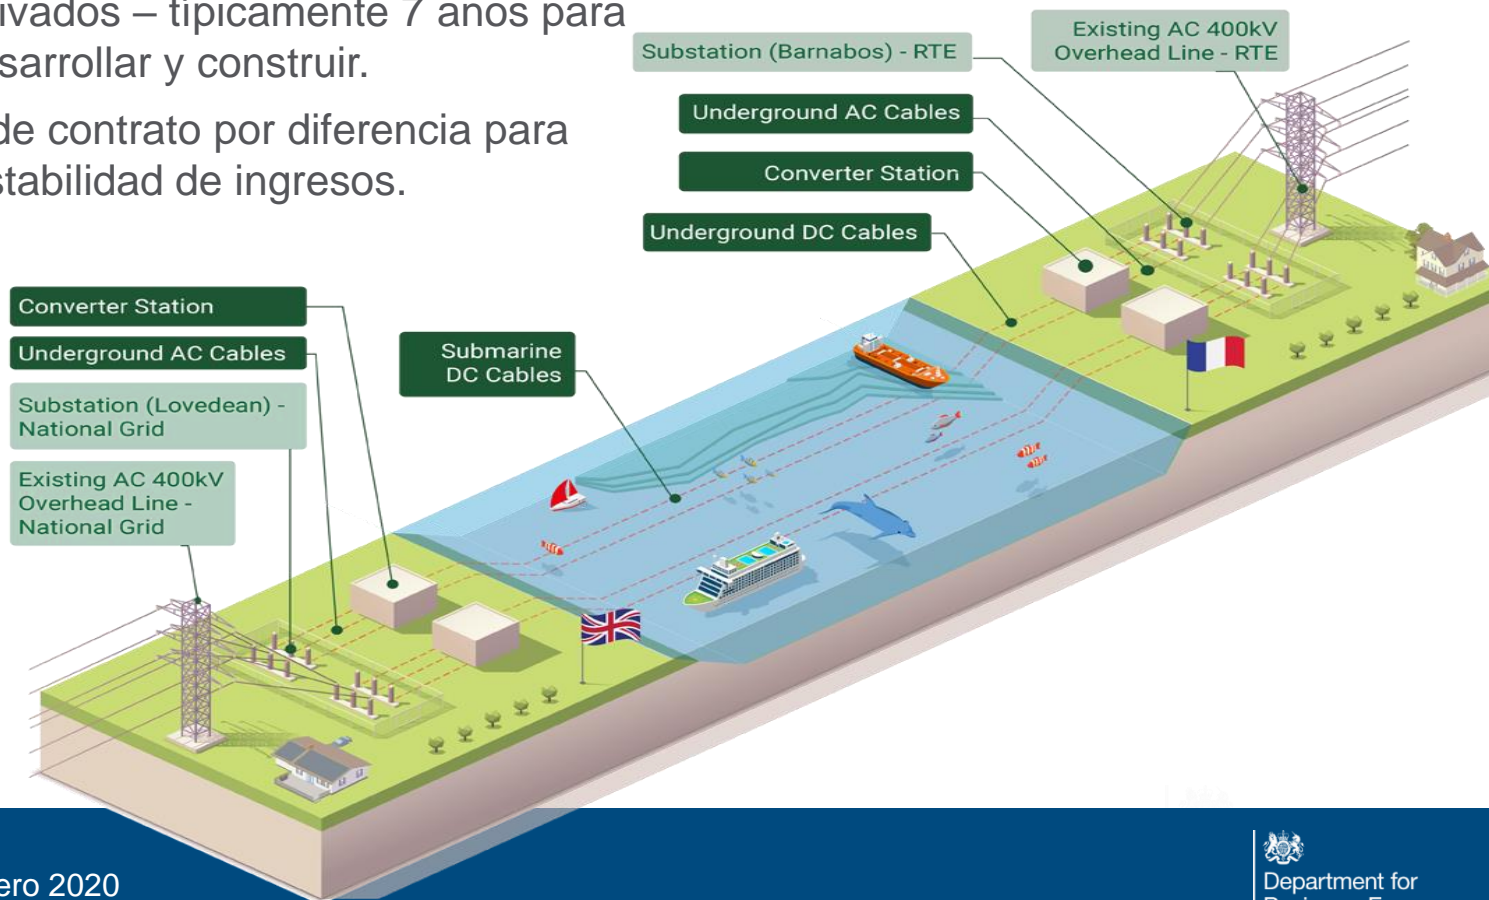 ivados – típicamente 7 anos para
sarrollar y construir.
de contrato por diferencia para
stabilidad de ingresos.
Substation (Barnabos) - RTE
Existing AC 400kV
Overhead Line - RTE
Underground AC Cables
Converter Station
Underground DC Cables
Converter Station
Underground AC Cables
Substation (Lovedean) -
National Grid
Existing AC 400kV
Overhead Line -
National Grid
Submarine
DC Cables
ero 2020
Department for